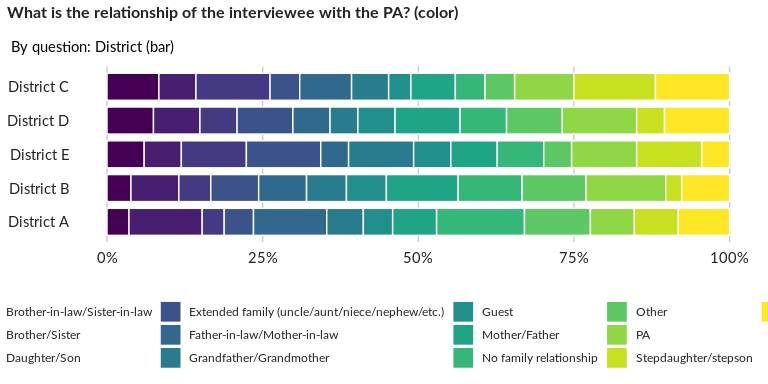 What is the relationship of the interviewee with the PA? (color)
By question: District (bar)
District C
District D
District E
District B
District A
0% 25% 50% 75% 100%
Brother-in-law/Sister-in-law Extended family (uncle/aunt/niece/nephew/etc.) Guest Other
Brother/Sister Father-in-law/Mother-in-law Mother/Father PA
Daughter/Son Grandfather/Grandmother No family relationship Stepdaughter/stepson